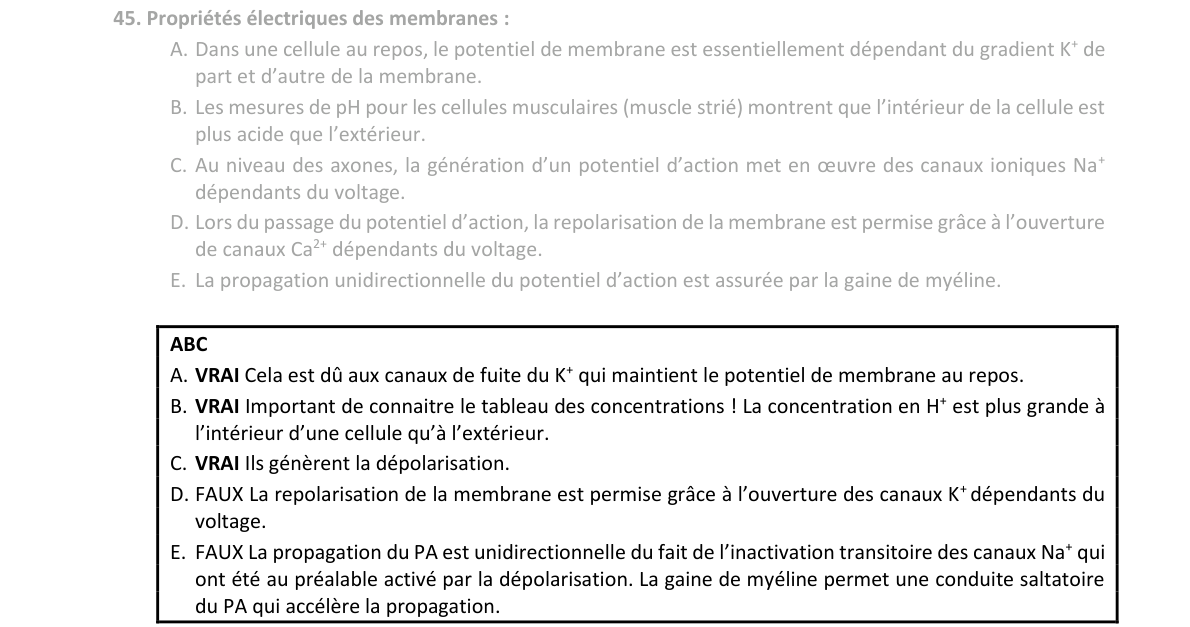 45. Propriétés électriques des membranes :
A. Dans une cellule au repos, le potentiel de membrane est essentiellement dépendant du gradient K⁺ de
part et d’autre de la membrane.
B. Les mesures de pH pour les cellules musculaires (muscle strié) montrent que l’intérieur de la cellule est
plus acide que l’extérieur.
C. Au niveau des axones, la génération d’un potentiel d’action met en œuvre des canaux ioniques Na⁺
dépendants du voltage.
D. Lors du passage du potentiel d’action, la repolarisation de la membrane est permise grâce à l’ouverture
de canaux Ca²⁺ dépendants du voltage.
E. La propagation unidirectionnelle du potentiel d’action est assurée par la gaine de myéline.
ABC
A. VRAI Cela est dû aux canaux de fuite du K⁺ qui maintient le potentiel de membrane au repos.
B. VRAI Important de connaitre le tableau des concentrations ! La concentration en H⁺ est plus grande à
l’intérieur d’une cellule qu’à l’extérieur.
C. VRAI Ils génèrent la dépolarisation.
D. FAUX La repolarisation de la membrane est permise grâce à l’ouverture des canaux K⁺ dépendants du
voltage.
E. FAUX La propagation du PA est unidirectionnelle du fait de l’inactivation transitoire des canaux Na⁺ qui
ont été au préalable activé par la dépolarisation. La gaine de myéline permet une conduite saltatoire
du PA qui accélère la propagation.